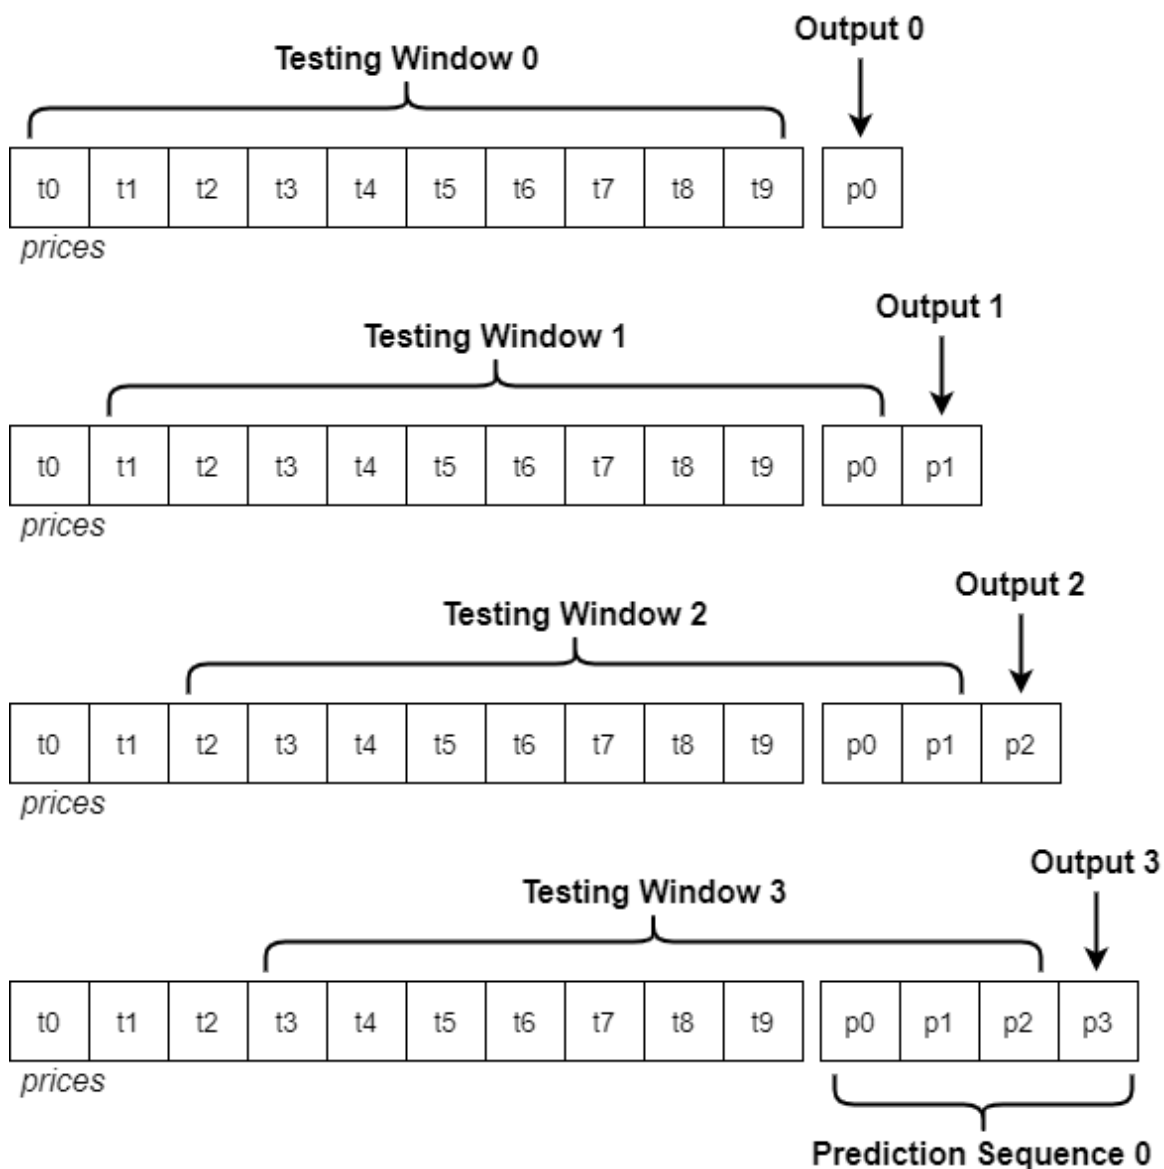 Output 0
Testing Window 0
t0 t1 t2 t3 t4 t5 t6 t7 t8 t9 p0
prices
Output 1
Testing Window 1
t0 t1 t2 t3 t4 t5 t6 t7 t8 t9 p0 p1
prices
Output 2
Testing Window 2
t0 t1 t2 t3 t4 t5 t6 t7 t8 t9 p0 p1 p2
prices
Output 3
Testing Window 3
t0 t1 t2 t3 t4 t5 t6 t7 t8 t9 p0 p1 p2 p3
prices
Prediction Sequence 0